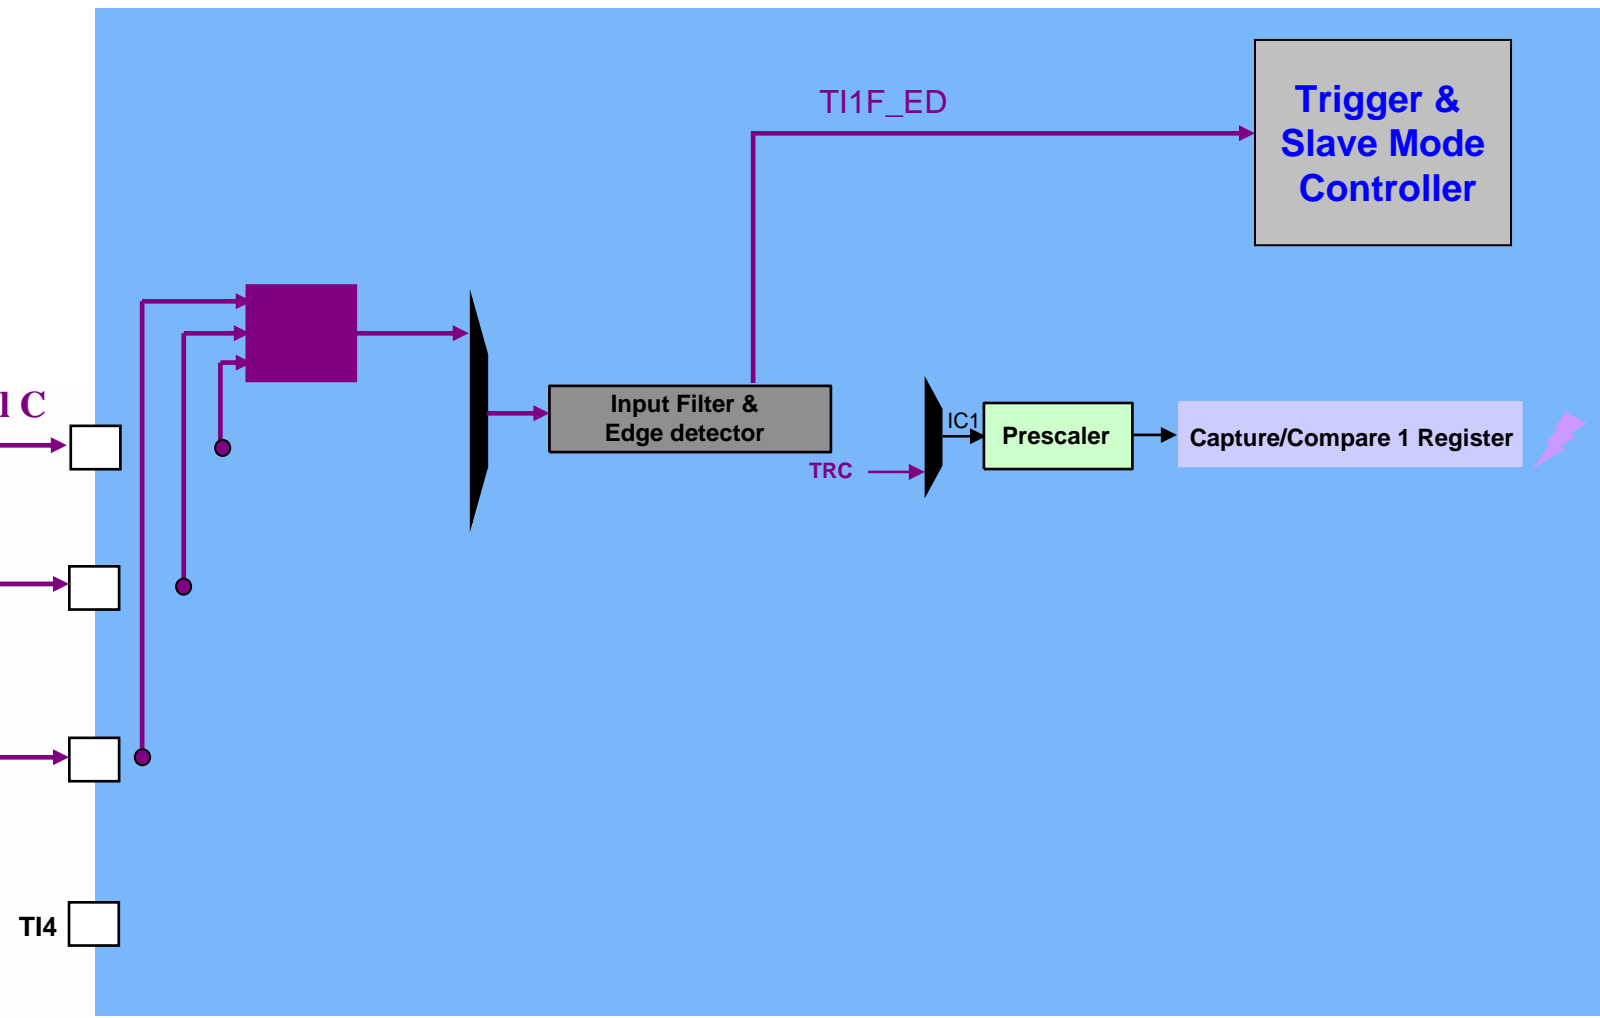 TI1F_ED
Trigger &
Slave Mode
Controller
l C
Input Filter &
Edge detector
TRC
IC1
Prescaler
Capture/Compare 1 Register
TI4